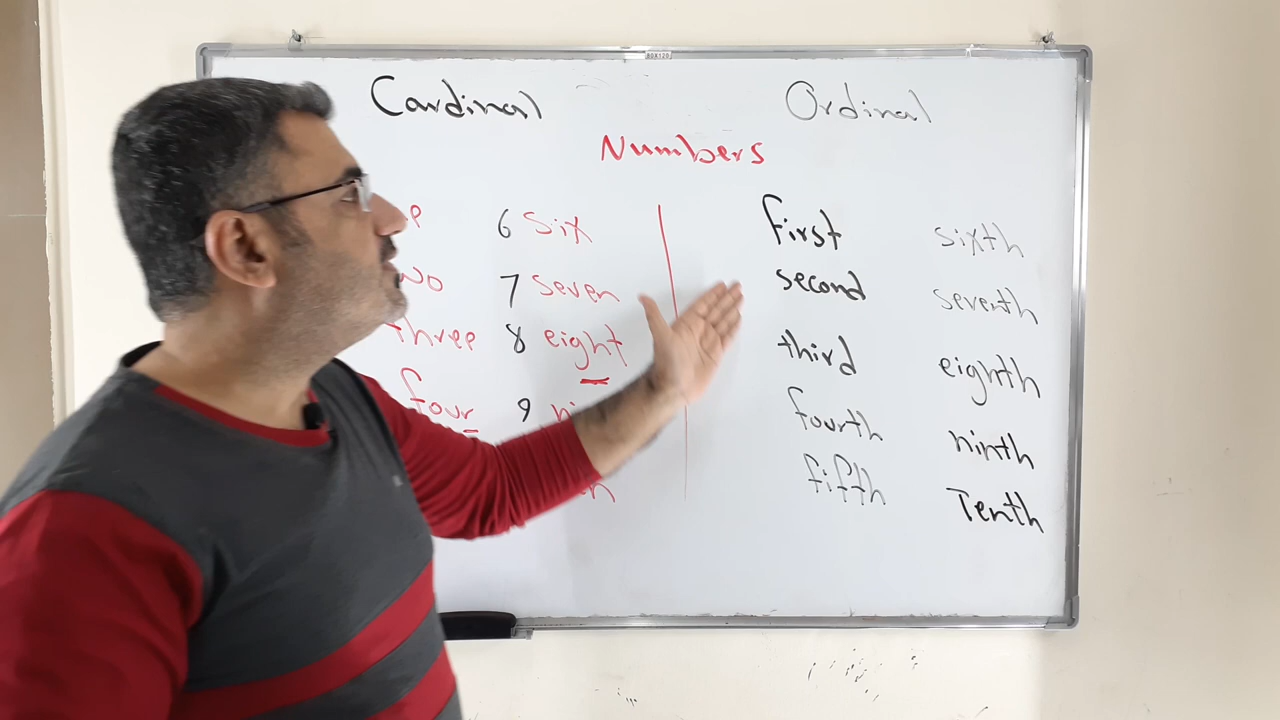 80X120
Cardinal Ordinal
Numbers
6 Six first sixth
7 seven second seventh
three 8 eight third eighth
four 9 fourth ninth
fifth Tenth